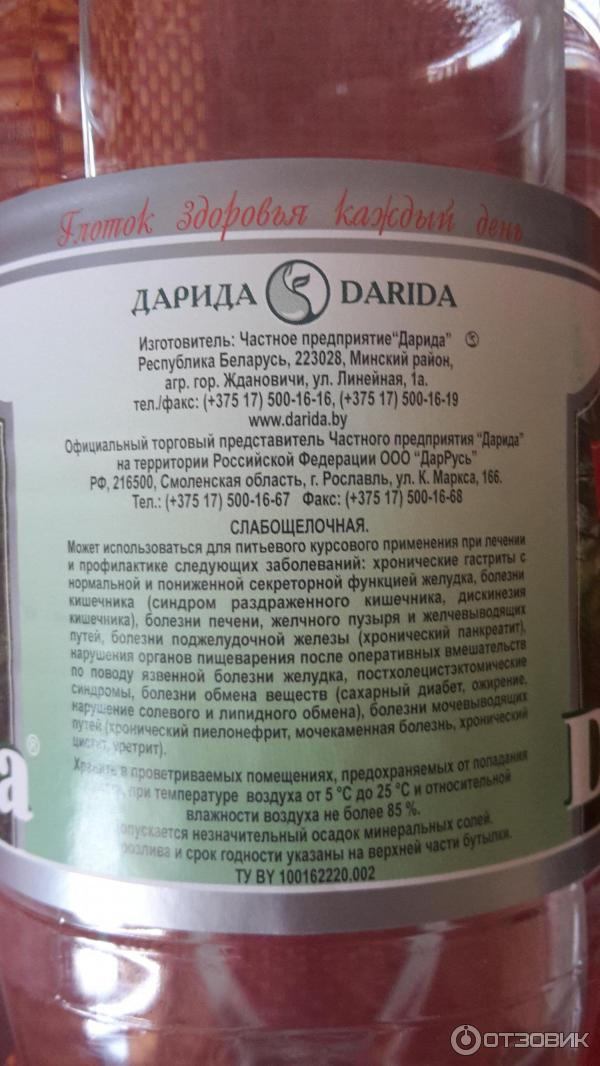 Глоток здоровья каждый день
ДАРИДА DARIDA
Изготовитель: Частное предприятие“Дарида”
Республика Беларусь, 223028, Минский район,
агр. гор. Ждановичи, ул. Линейная, 1а.
тел./факс: (+375 17) 500-16-16, (+375 17) 500-16-19
www.darida.by
Официальный торговый представитель Частного предприятия “Дарида”
на территории Российской Федерации ООО “ДарРусь”
РФ, 216500, Смоленская область, г. Рославль, ул. К. Маркса, 166.
Тел.: (+375 17) 500-16-67 Факс: (+375 17) 500-16-68
СЛАБОЩЕЛОЧНАЯ.
Может использоваться для питьевого курсового применения при лечении
и профилактике следующих заболеваний: хронические гастриты с
нормальной и пониженной секреторной функцией желудка, болезни
кишечника (синдром раздраженного кишечника, дискинезия
кишечника), болезни печени, желчного пузыря и желчевыводящих
путей, болезни поджелудочной железы (хронический панкреатит),
нарушения органов пищеварения после оперативных вмешательств
по поводу язвенной болезни желудка, постхолецистэктомические
синдромы, болезни обмена веществ (сахарный диабет, ожирение,
нарушение солевого и липидного обмена), болезни мочевыводящих
путей (хронический пиелонефрит, мочекаменная болезнь, хронический
цистит, уретрит).
Хранить в проветриваемых помещениях, предохраняемых от попадания
при температуре воздуха от 5 °С до 25 °С и относительной
влажности воздуха не более 85 %.
опускается незначительный осадок минеральных солей.
розлива и срок годности указаны на верхней части бутылки.
ТУ BY 100162220.002
а®
D
ОТЗОВИК